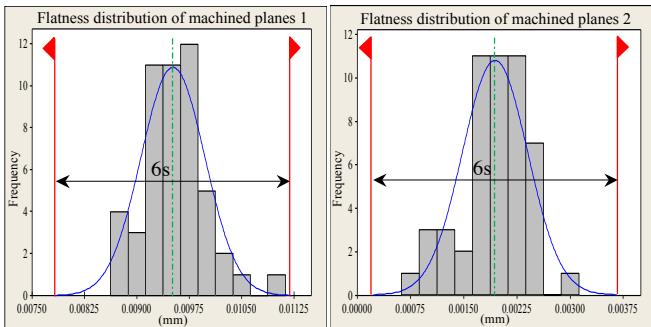 Flatness distribution of machined planes 1
12
10
8
6
4
2
0
Frequency
6s
0.00750 0.00825 0.00900 0.00975 0.01050 0.01125
(mm)
Flatness distribution of machined planes 2
12
10
8
6
4
2
0
Frequency
6s
0.00000 0.00075 0.00150 0.00225 0.00300 0.00375
(mm)